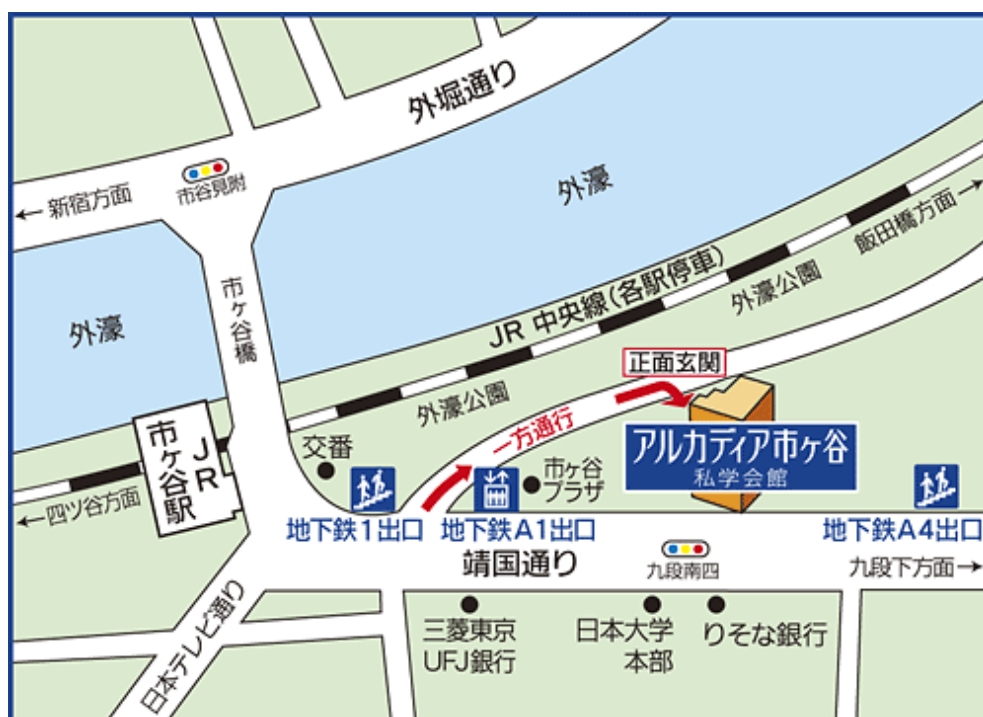 外堀通り
市谷見附
←新宿方面
外濠
飯田橋方面→
市ヶ谷橋
外濠
JR 中央線(各駅停車)
外濠公園
正面玄関
外濠公園
一方通行
アルカディア市ヶ谷
私学会館
JR
市ヶ谷駅
交番
市ヶ谷
プラザ
←四ツ谷方面
地下鉄1出口
地下鉄A1出口
地下鉄A4出口
靖国通り
九段南四
九段下方面→
日本テレビ通り
三菱東京
UFJ銀行
日本大学
本部
りそな銀行